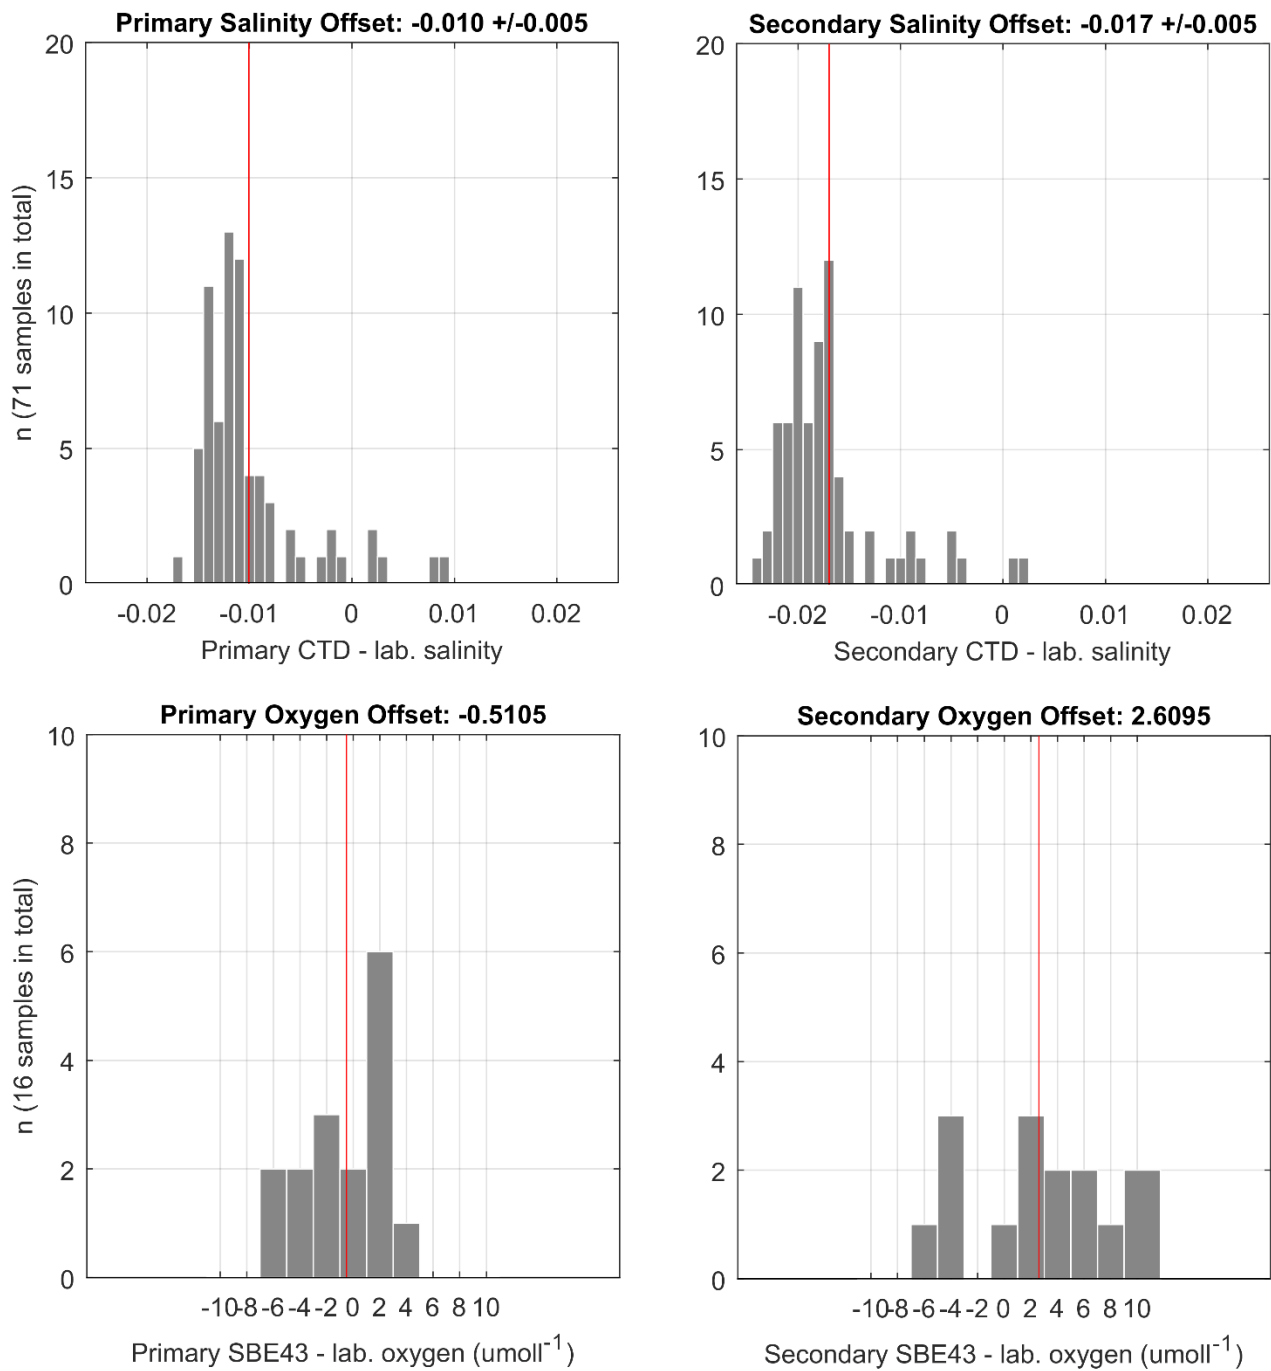 Primary Salinity Offset: -0.010 +/-0.005
20
15
10
5
0
n (71 samples in total)
-0.02 -0.01 0 0.01 0.02
Primary CTD - lab. salinity
Secondary Salinity Offset: -0.017 +/-0.005
20
15
10
5
0
-0.02 -0.01 0 0.01 0.02
Secondary CTD - lab. salinity
Primary Oxygen Offset: -0.5105
10
8
6
4
2
0
n (16 samples in total)
-10 -8 -6 -4 -2 0 2 4 6 8 10
Primary SBE43 - lab. oxygen (umoll⁻¹)
Secondary Oxygen Offset: 2.6095
10
8
6
4
2
0
-10 -8 -6 -4 -2 0 2 4 6 8 10
Secondary SBE43 - lab. oxygen (umoll⁻¹)